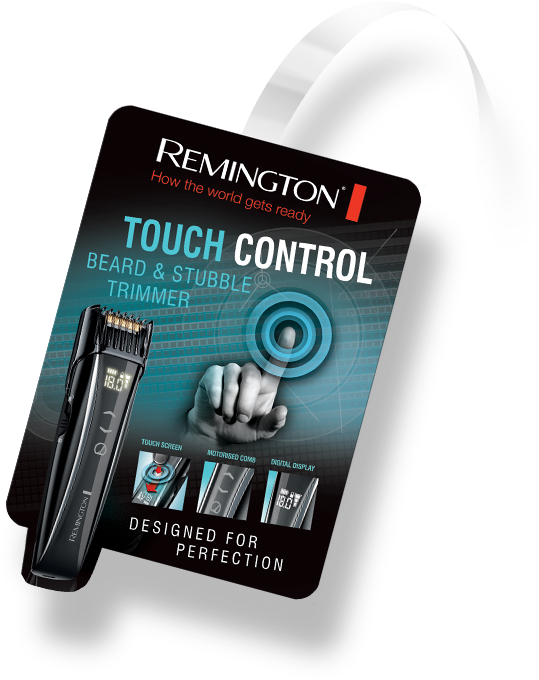 REMINGTON®
How the world gets ready
TOUCH CONTROL
BEARD & STUBBLE
TRIMMER
18.0
TOUCH SCREEN
MOTORISED COMB
DIGITAL DISPLAY
18.0
REMINGTON
DESIGNED FOR
PERFECTION